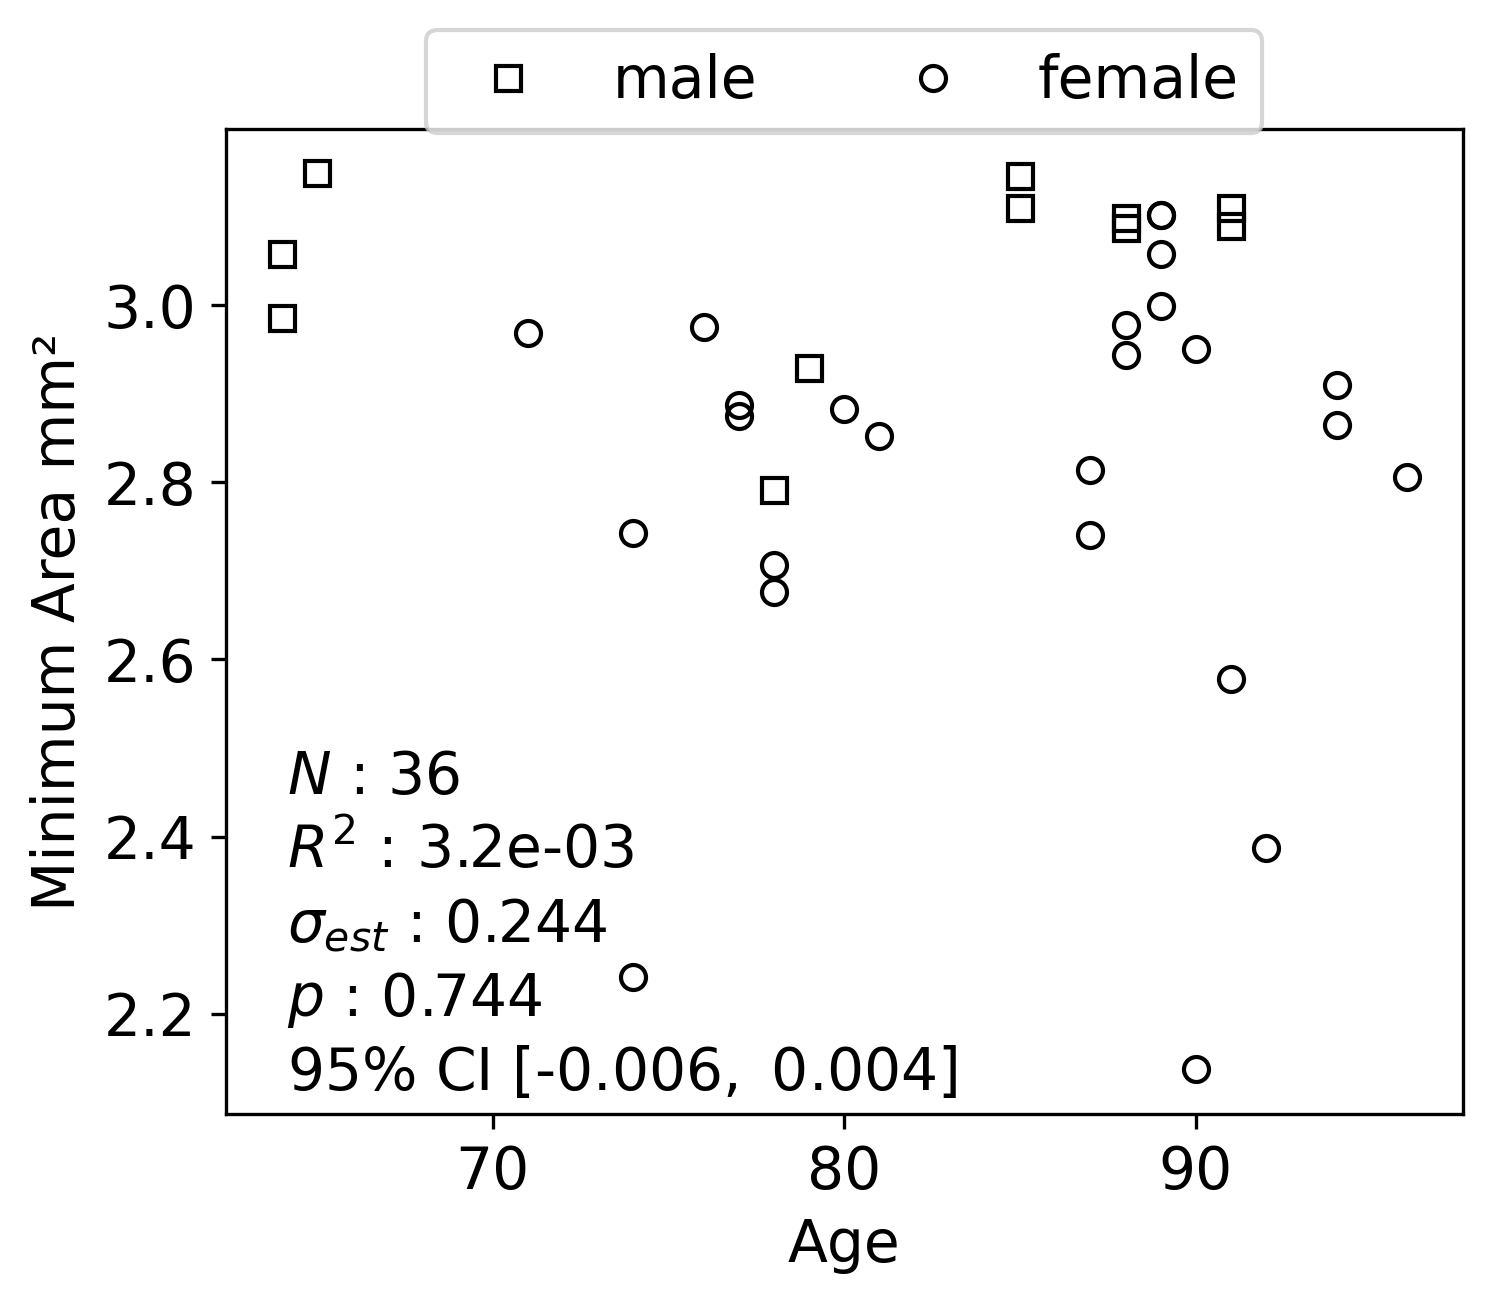 male female
Minimum Area mm²
3.0
2.8
2.6
2.4
2.2
N : 36
R² : 3.2e-03
σest : 0.244
p : 0.744
95% CI [-0.006, 0.004]
70 80 90
Age